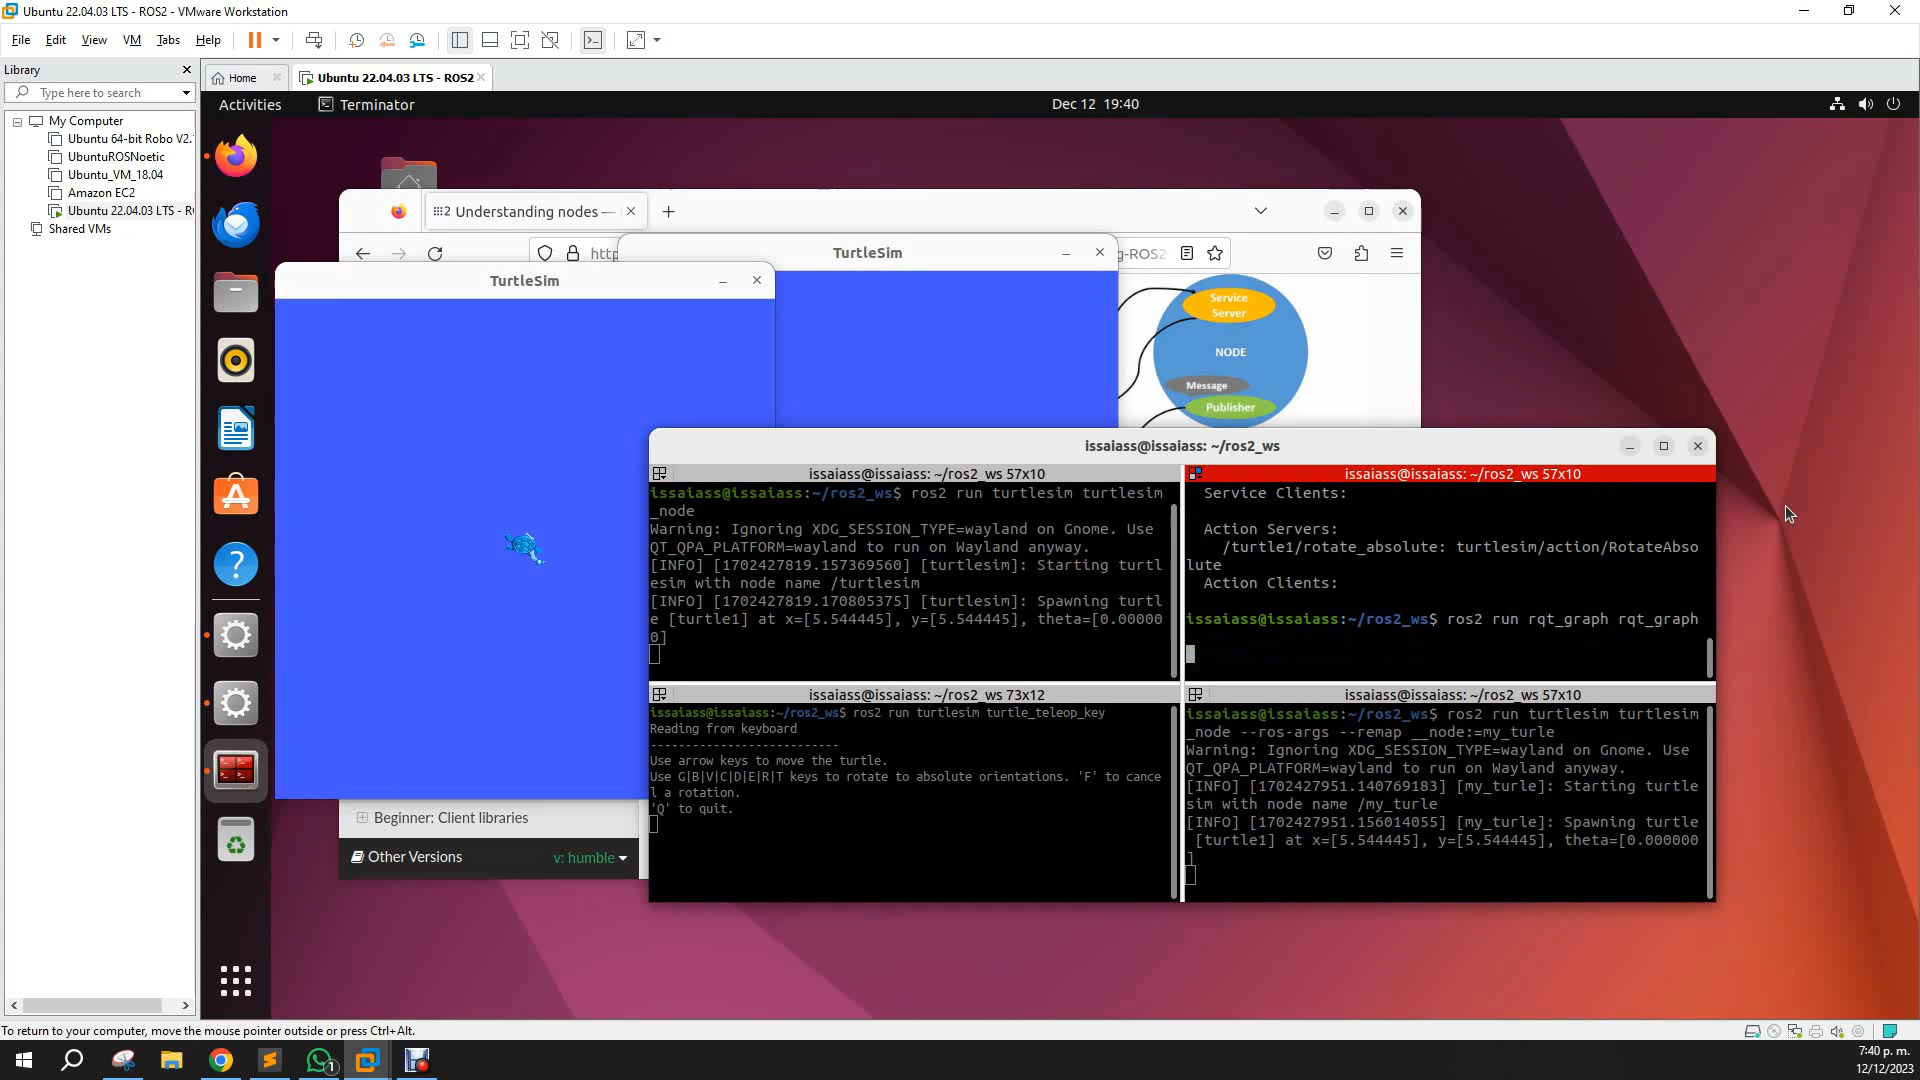 Ubuntu 22.04.03 LTS - ROS2 - VMware Workstation
File Edit View VM Tabs Help
Library
Type here to search
My Computer
Ubuntu 64-bit Robo V2.
UbuntuROSNoetic
Ubuntu_VM_18.04
Amazon EC2
Ubuntu 22.04.03 LTS - R
Shared VMs
Home
Ubuntu 22.04.03 LTS - ROS2
Activities
Terminator
Dec 12 19:40
Understanding nodes —
http
g-ROS2
TurtleSim
TurtleSim
Service
Server
NODE
Message
Publisher
Beginner: Client libraries
Other Versions
v: humble
issaiass@issaiass: ~/ros2_ws
issaiass@issaiass: ~/ros2_ws 57x10
issaiass@issaiass:~/ros2_ws$ ros2 run turtlesim turtlesim
_node
Warning: Ignoring XDG_SESSION_TYPE=wayland on Gnome. Use
QT_QPA_PLATFORM=wayland to run on Wayland anyway.
[INFO] [1702427819.157369560] [turtlesim]: Starting turtl
esim with node name /turtlesim
[INFO] [1702427819.170805375] [turtlesim]: Spawning turtl
e [turtle1] at x=[5.544445], y=[5.544445], theta=[0.00000
0]
issaiass@issaiass: ~/ros2_ws 57x10
Service Clients:
Action Servers:
/turtle1/rotate_absolute: turtlesim/action/RotateAbso
lute
Action Clients:
issaiass@issaiass:~/ros2_ws$ ros2 run rqt_graph rqt_graph
issaiass@issaiass: ~/ros2_ws 73x12
issaiass@issaiass:~/ros2_ws$ ros2 run turtlesim turtle_teleop_key
Reading from keyboard
---------------------------
Use arrow keys to move the turtle.
Use G|B|V|C|D|E|R|T keys to rotate to absolute orientations. 'F' to cance
l a rotation.
'Q' to quit.
issaiass@issaiass: ~/ros2_ws 57x10
issaiass@issaiass:~/ros2_ws$ ros2 run turtlesim turtlesim
_node --ros-args --remap __node:=my_turle
Warning: Ignoring XDG_SESSION_TYPE=wayland on Gnome. Use
QT_QPA_PLATFORM=wayland to run on Wayland anyway.
[INFO] [1702427951.140769183] [my_turle]: Starting turtle
sim with node name /my_turle
[INFO] [1702427951.156014055] [my_turle]: Spawning turtle
[turtle1] at x=[5.544445], y=[5.544445], theta=[0.000000
]
To return to your computer, move the mouse pointer outside or press Ctrl+Alt.
1
7:40 p. m.
12/12/2023